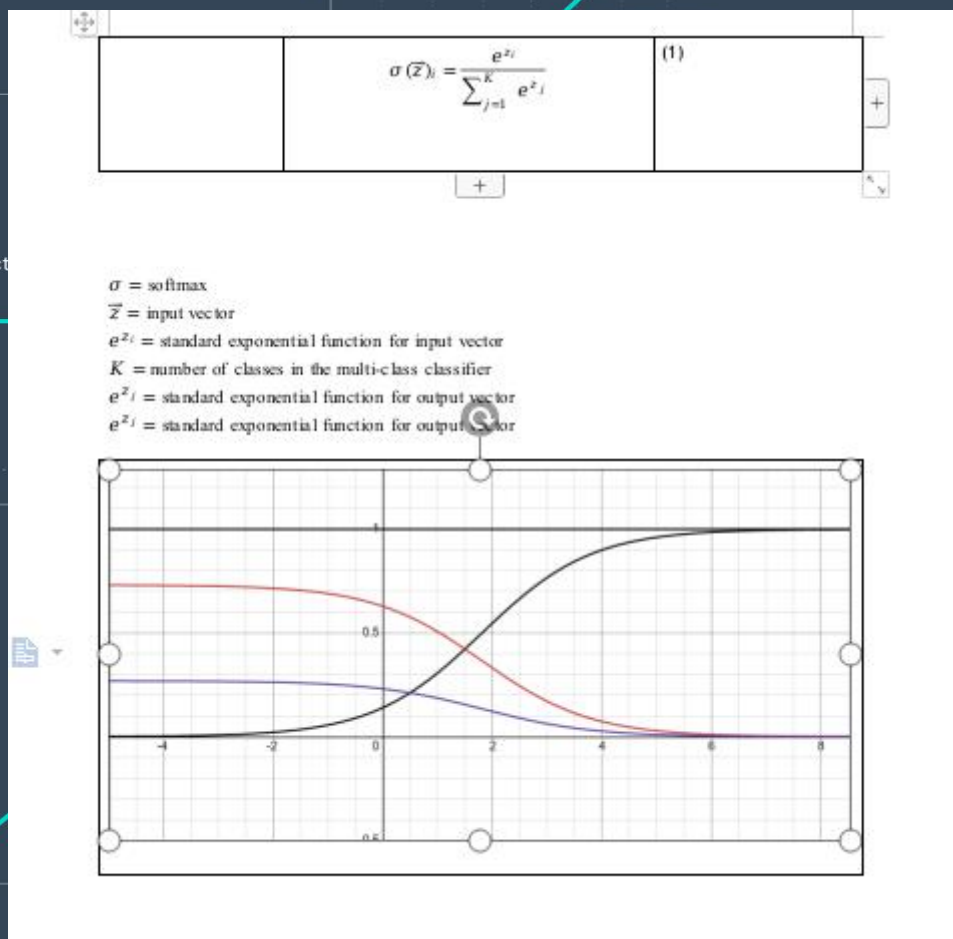 σ(z⃗)ᵢ = e^{zᵢ} / ∑_{j=1}^{K} e^{zⱼ} (1)
σ = softmax
z⃗ = input vector
e^{zᵢ} = standard exponential function for input vector
K = number of classes in the multi-class classifier
e^{zⱼ} = standard exponential function for output vector
e^{zⱼ} = standard exponential function for output
1
0.5
-4 -2 0 2 4 6 8